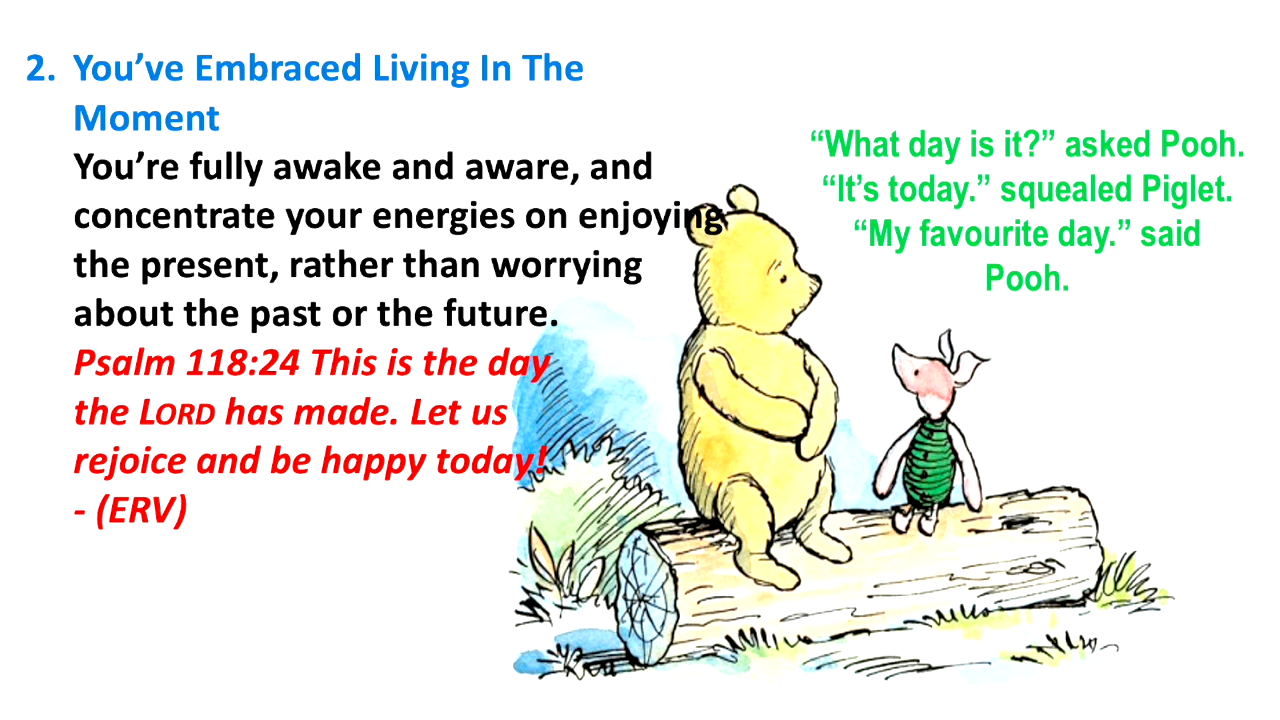 2. You’ve Embraced Living In The
Moment
You’re fully awake and aware, and
concentrate your energies on enjoying
the present, rather than worrying
about the past or the future.
Psalm 118:24 This is the day
the LORD has made. Let us
rejoice and be happy today!
- (ERV)
“What day is it?” asked Pooh.
“It’s today.” squealed Piglet.
“My favourite day.” said
Pooh.